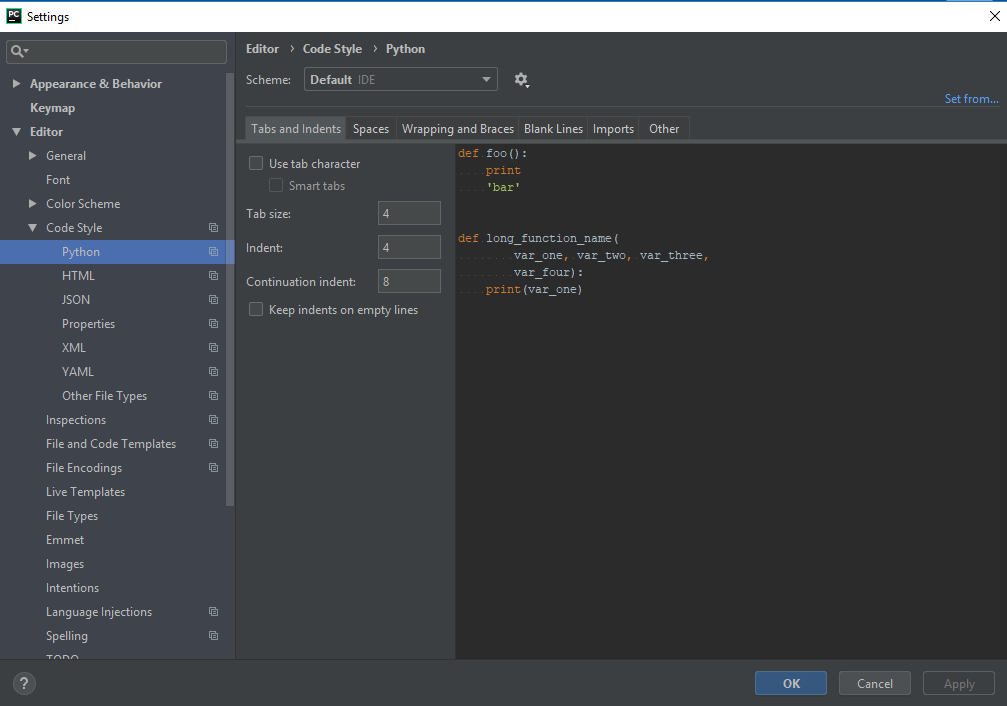 PC Settings
Editor › Code Style › Python
Scheme: Default IDE
Set from...
Appearance & Behavior
Keymap
Editor
General
Font
Color Scheme
Code Style
Python
HTML
JSON
Properties
XML
YAML
Other File Types
Inspections
File and Code Templates
File Encodings
Live Templates
File Types
Emmet
Images
Intentions
Language Injections
Spelling
TODO
Tabs and Indents Spaces Wrapping and Braces Blank Lines Imports Other
Use tab character
Smart tabs
Tab size: 4
Indent: 4
Continuation indent: 8
Keep indents on empty lines
def foo():
    print
    'bar'
def long_function_name(
        var_one, var_two, var_three,
        var_four):
    print(var_one)
? OK Cancel Apply